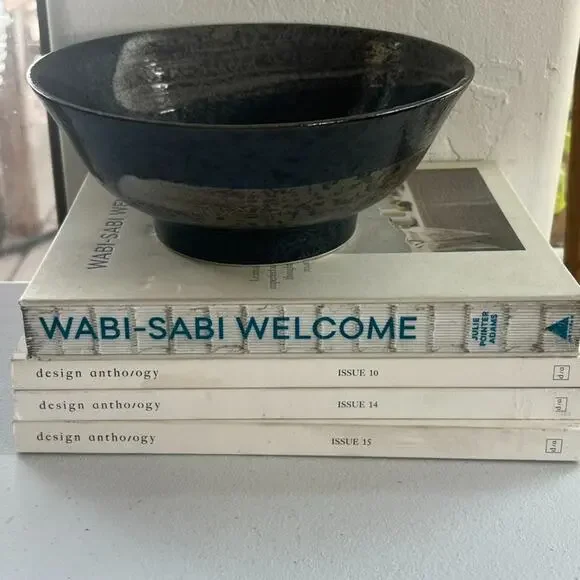 WABI-SABI WE
WABI-SABI WELCOME
JULIE
POINTER
ADAMS
design anthology
ISSUE 10
d/a
design anthology
ISSUE 14
d/a
design anthology
ISSUE 15
d/a